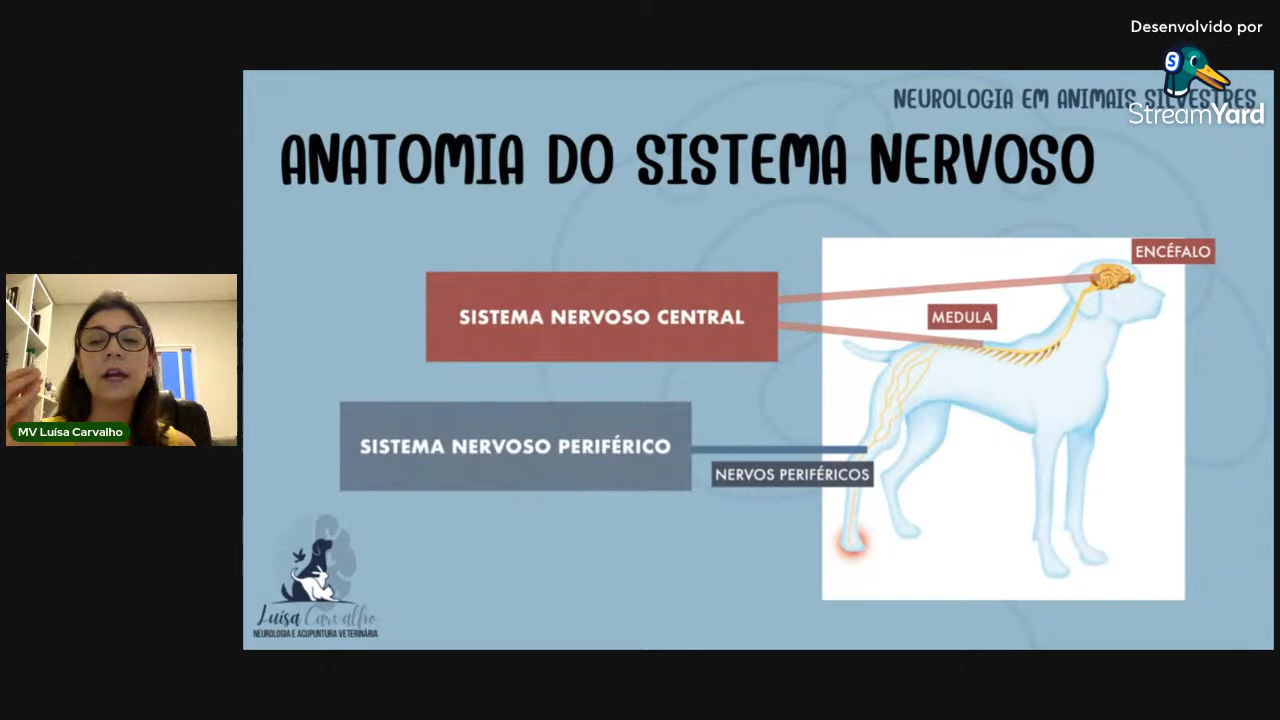 Desenvolvido por
StreamYard
NEUROLOGIA EM ANIMAIS SILVESTRES
ANATOMIA DO SISTEMA NERVOSO
ENCÉFALO
SISTEMA NERVOSO CENTRAL
MEDULA
SISTEMA NERVOSO PERIFÉRICO
NERVOS PERIFÉRICOS
MV Luísa Carvalho
Luísa Carvalho
NEUROLOGIA E ACUPUNTURA VETERINÁRIA